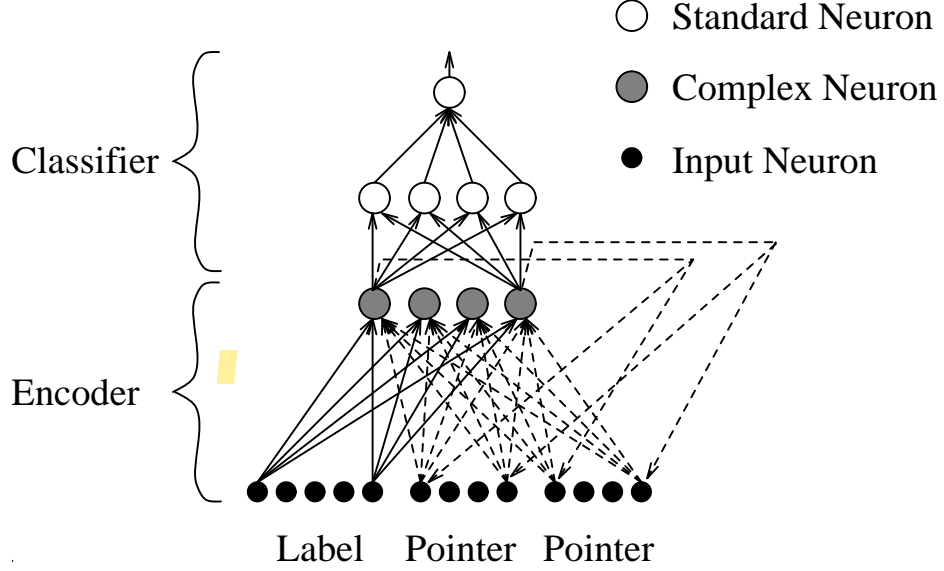 Standard Neuron
Complex Neuron
Input Neuron
Classifier
Encoder
Label
Pointer
Pointer